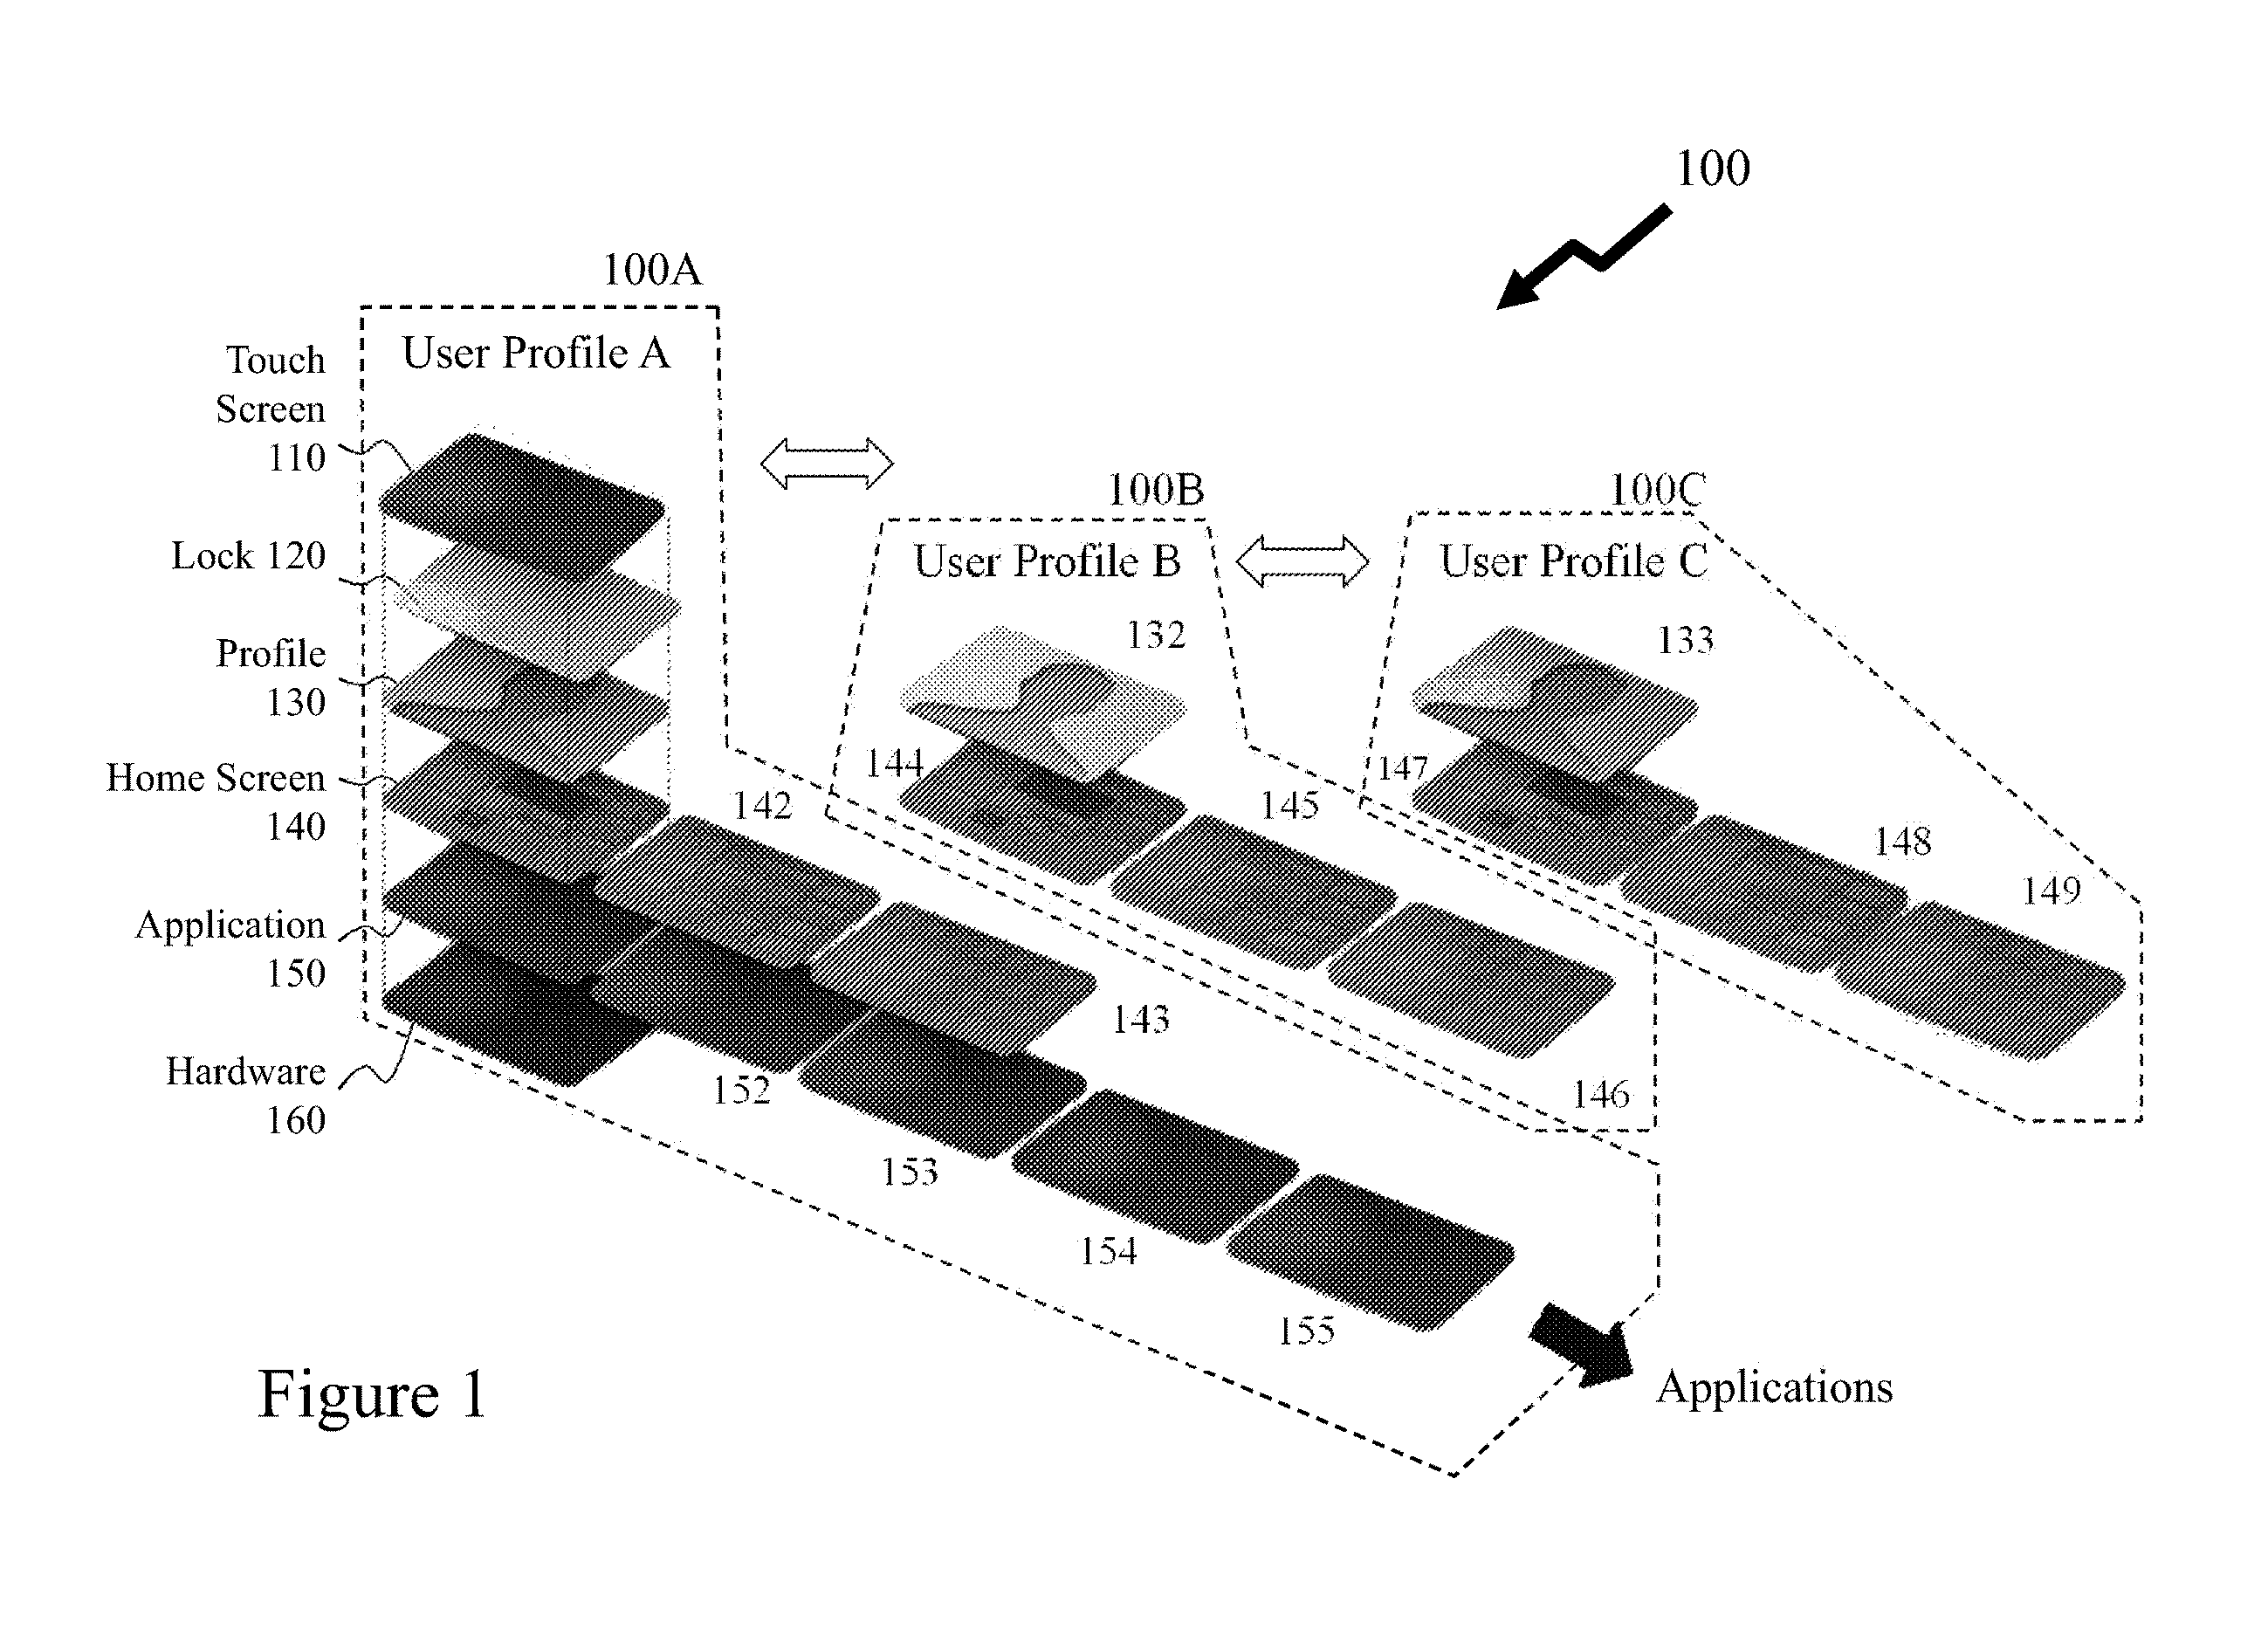 100
100A
User Profile A
Touch
Screen
110
Lock 120
Profile
130
Home Screen
140
Application
150
Hardware
160
142
143
152
153
154
155
100B
User Profile B
132
144
145
146
100C
User Profile C
133
147
148
149
Applications
Figure 1